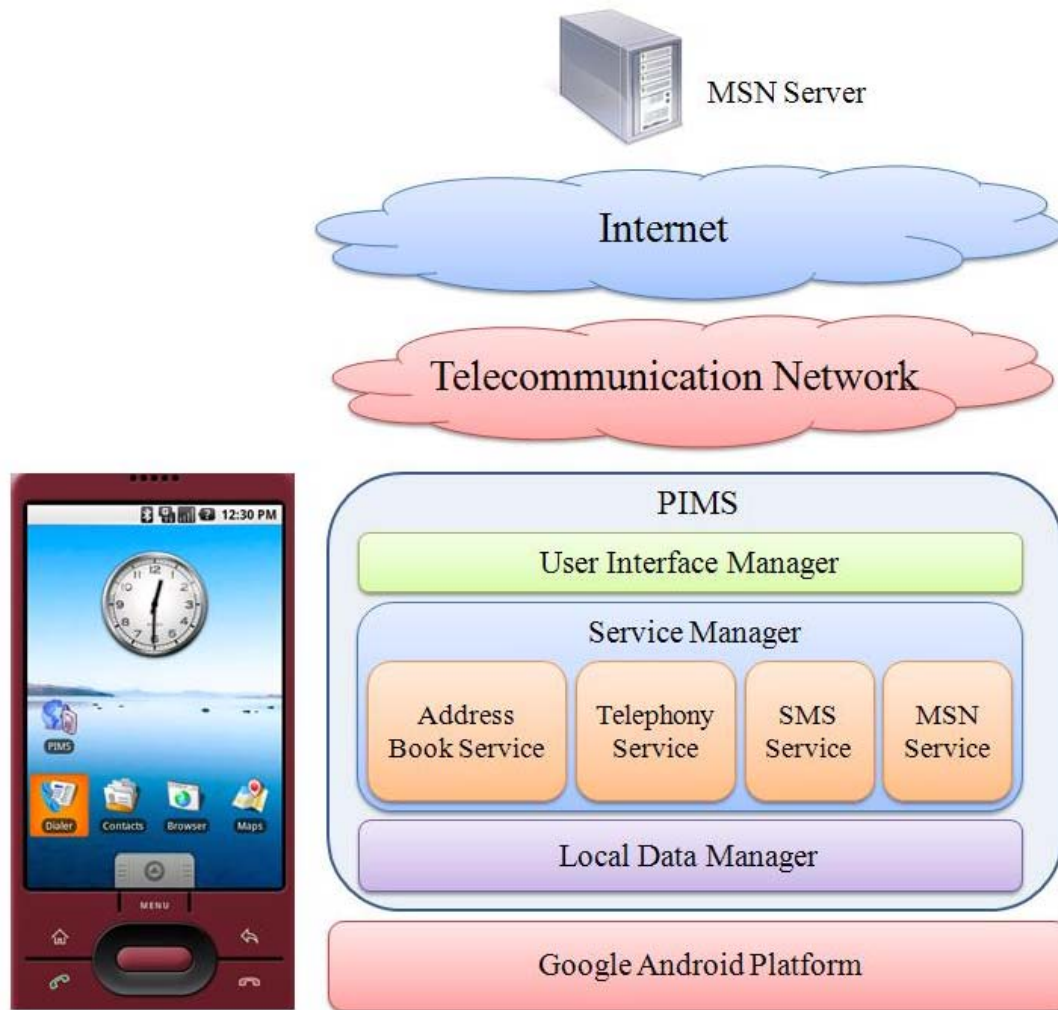 MSN Server
Internet
Telecommunication Network
12:30 PM
PIMS
Dialer
Contacts
Browser
Maps
MENU
PIMS
User Interface Manager
Service Manager
Address
Book Service
Telephony
Service
SMS
Service
MSN
Service
Local Data Manager
Google Android Platform